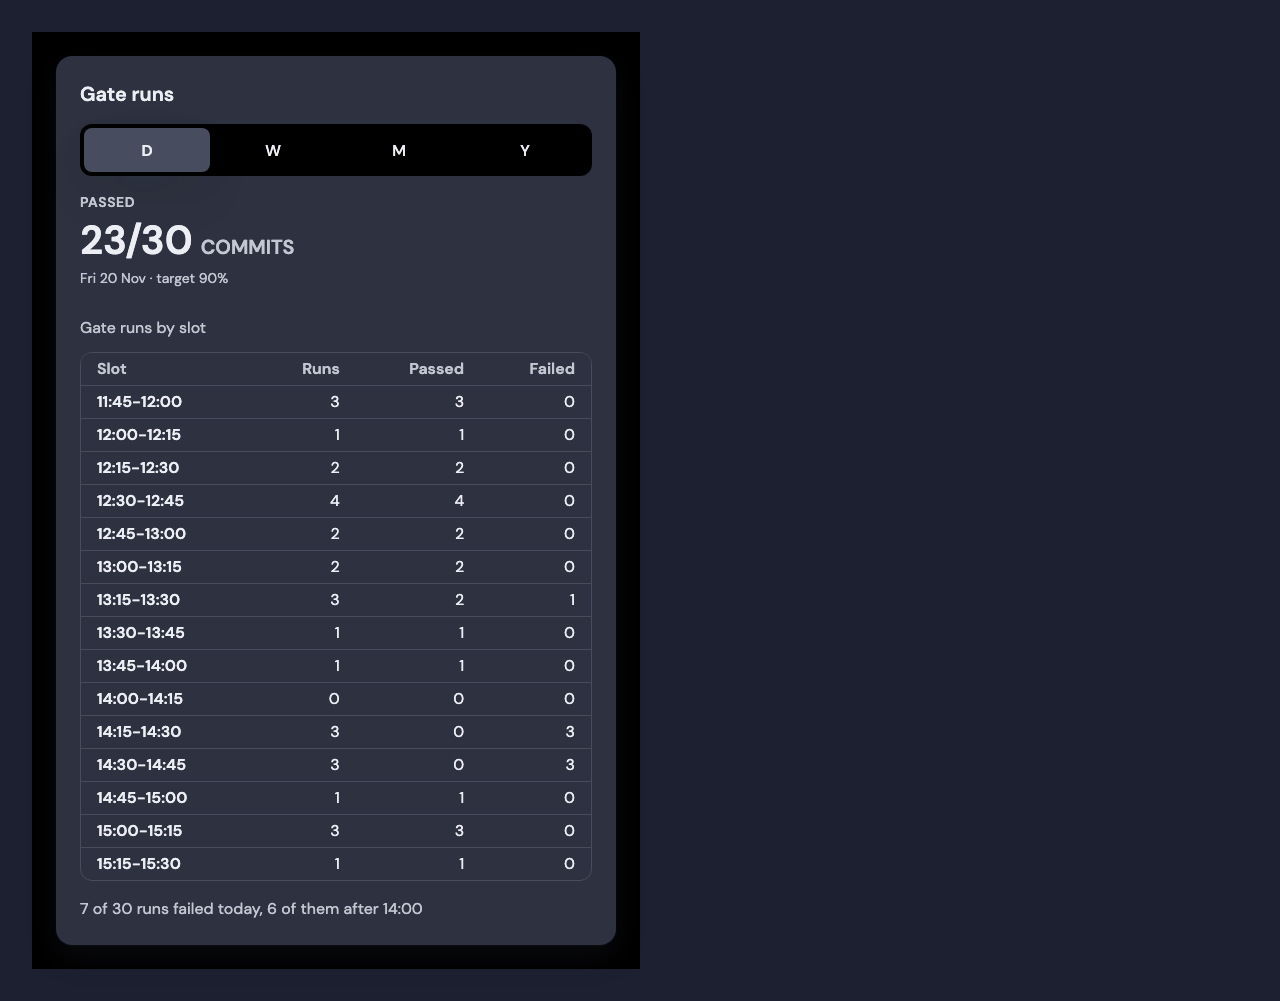 Gate runs
D W M Y
PASSED
23/30 COMMITS
Fri 20 Nov · target 90%
Gate runs by slot
Slot Runs Passed Failed
11:45–12:00 3 3 0
12:00–12:15 1 1 0
12:15–12:30 2 2 0
12:30–12:45 4 4 0
12:45–13:00 2 2 0
13:00–13:15 2 2 0
13:15–13:30 3 2 1
13:30–13:45 1 1 0
13:45–14:00 1 1 0
14:00–14:15 0 0 0
14:15–14:30 3 0 3
14:30–14:45 3 0 3
14:45–15:00 1 1 0
15:00–15:15 3 3 0
15:15–15:30 1 1 0
7 of 30 runs failed today, 6 of them after 14:00